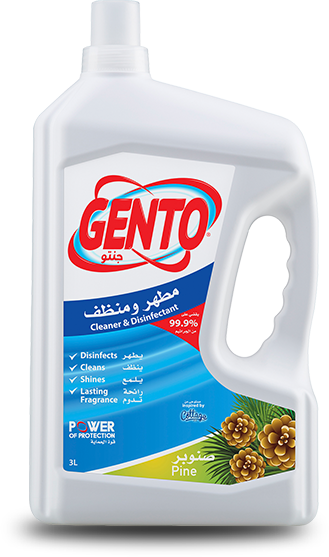 GENTO
جنتو
مطهر ومنظف
Cleaner & Disinfectant
يقضي على
99.9%
من الجراثيم
Disinfects يطهر
Cleans ينظف
Shines يلمع
Lasting رائحة
Fragrance تدوم
Inspired by
Cottage
POWER
OF PROTECTION
قوة الحماية
صنوبر
Pine
3L